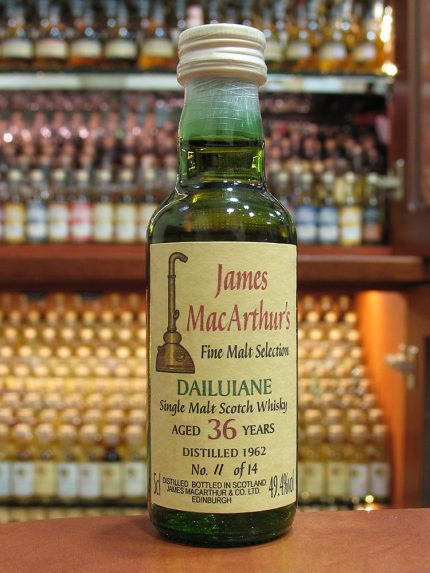 James
MacArthur's
Fine Malt Selection
DAILUIANE
Single Malt Scotch Whisky
AGED 36 YEARS
DISTILLED 1962
No. 11 of 14
5cl DISTILLED BOTTLED IN SCOTLAND 49.4%vol
JAMES MACARTHUR & CO. LTD.
EDINBURGH